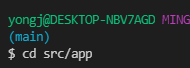 yongj@DESKTOP-NBV7AGD MING
(main)
$ cd src/app